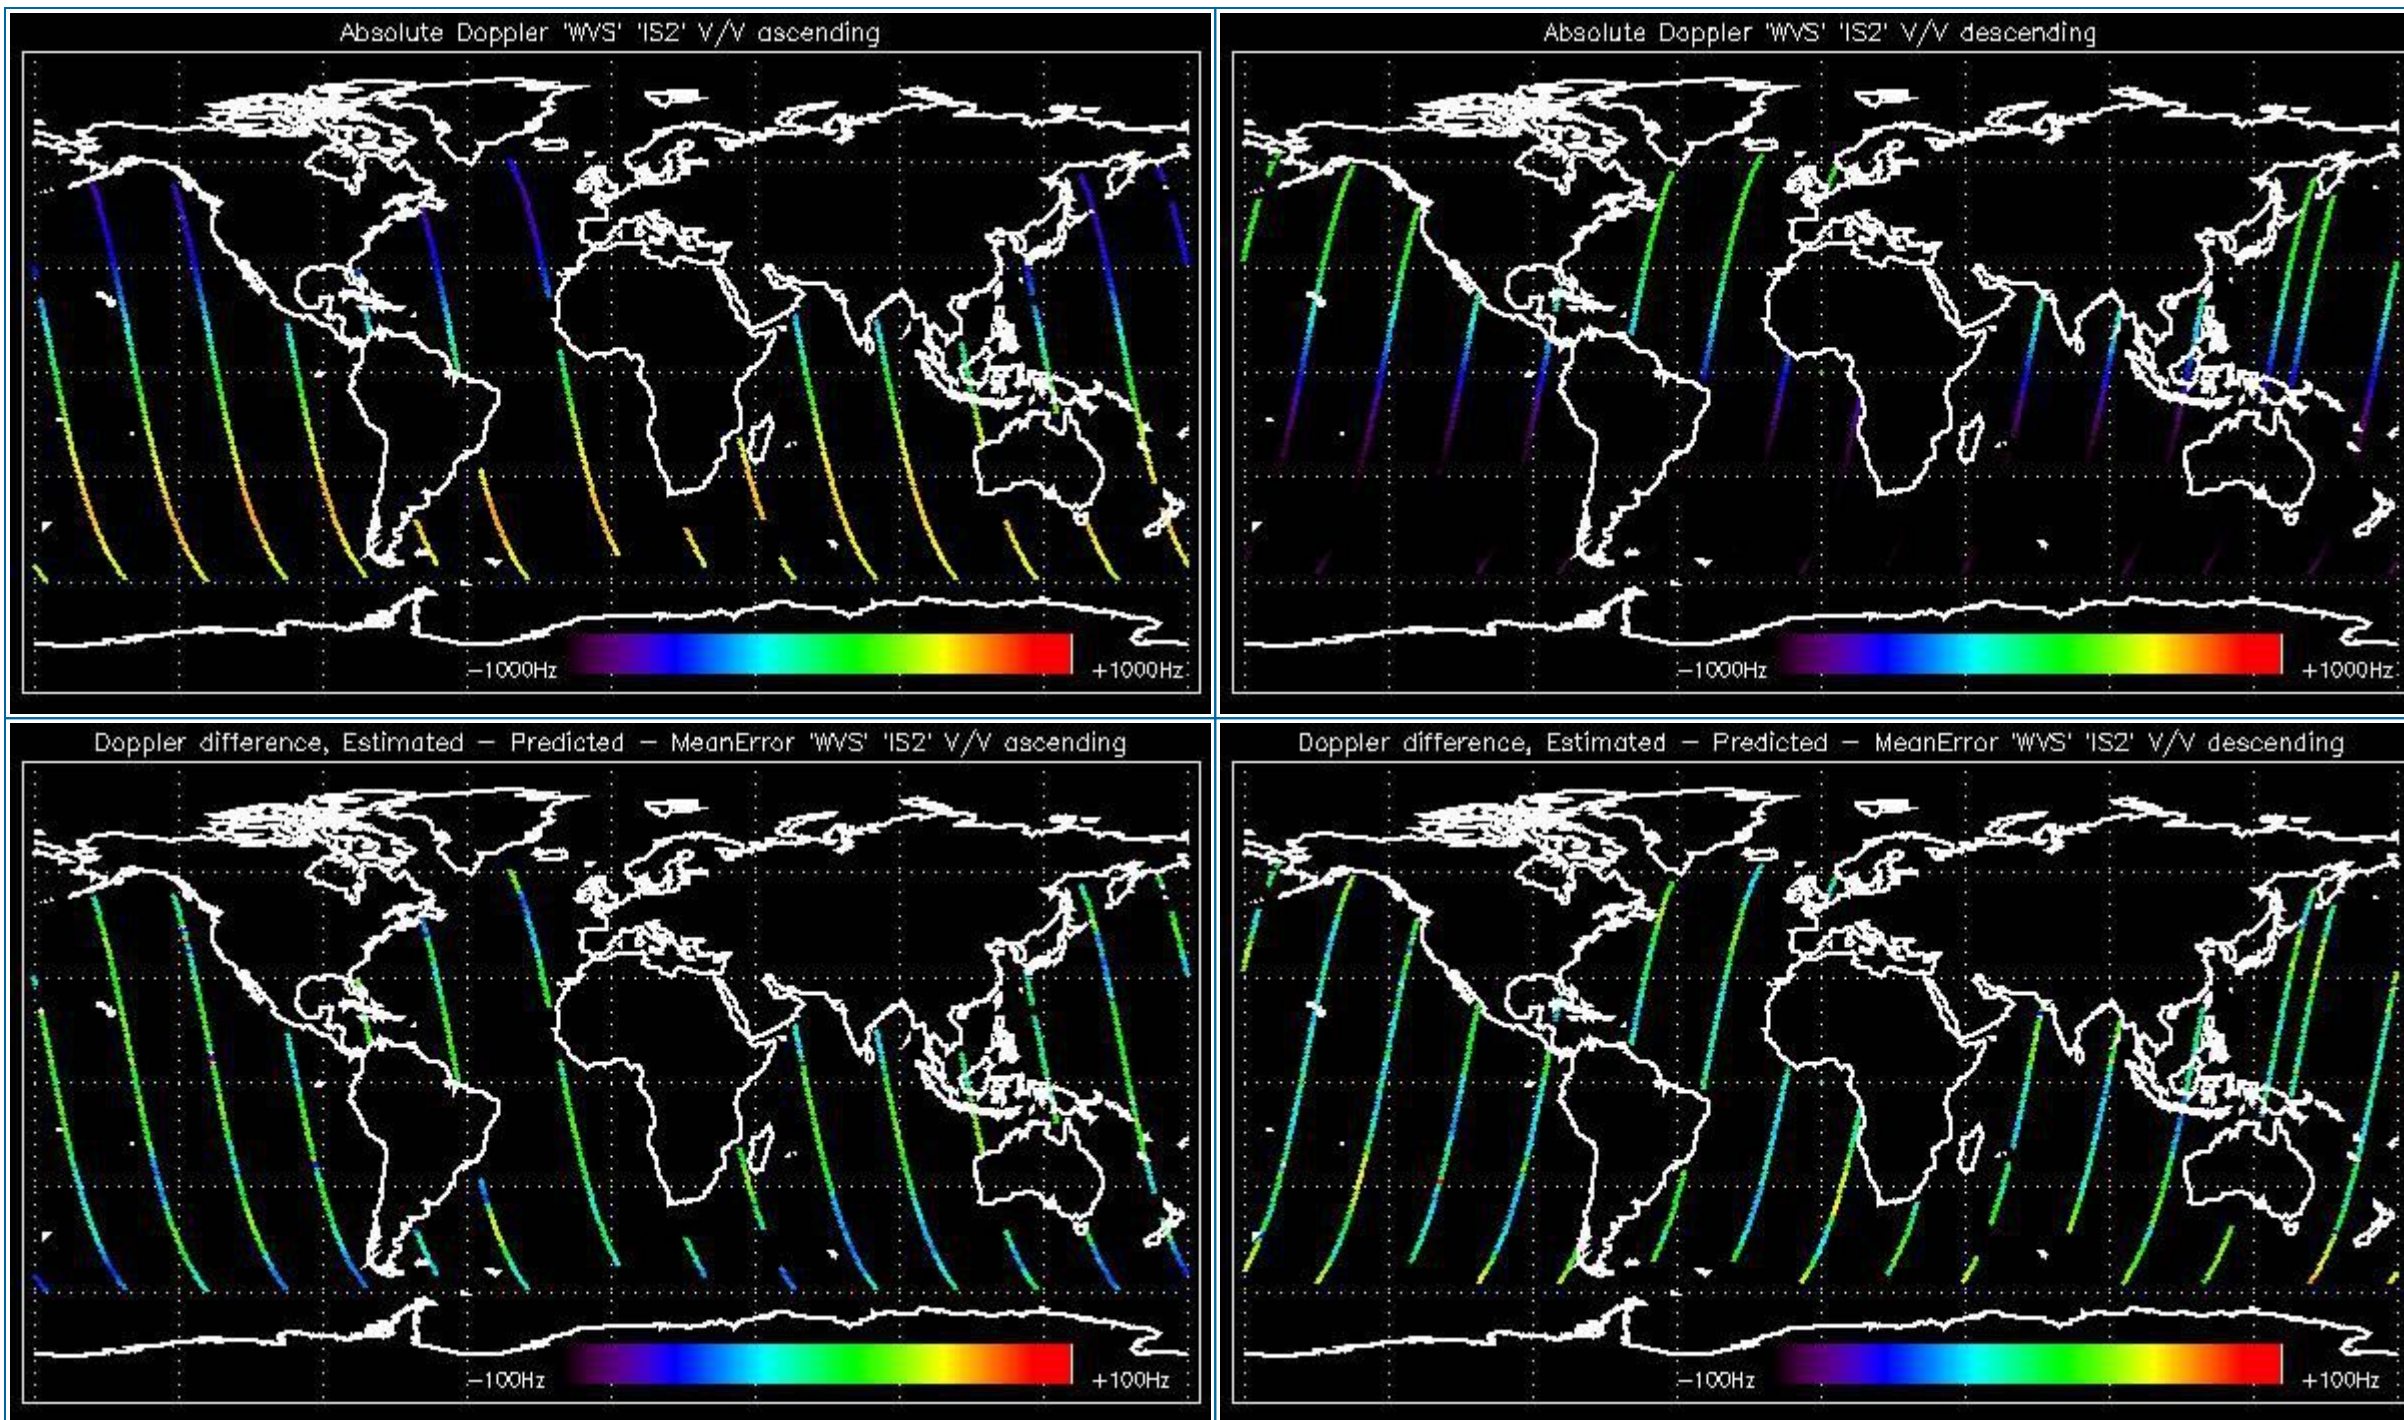 Absolute Doppler 'WVS' 'IS2' V/V ascending
-1000Hz
+1000Hz
Absolute Doppler 'WVS' 'IS2' V/V descending
-1000Hz
+1000Hz
Doppler difference, Estimated - Predicted - MeanError 'WVS' 'IS2' V/V ascending
-100Hz
+100Hz
Doppler difference, Estimated - Predicted - MeanError 'WVS' 'IS2' V/V descending
-100Hz
+100Hz